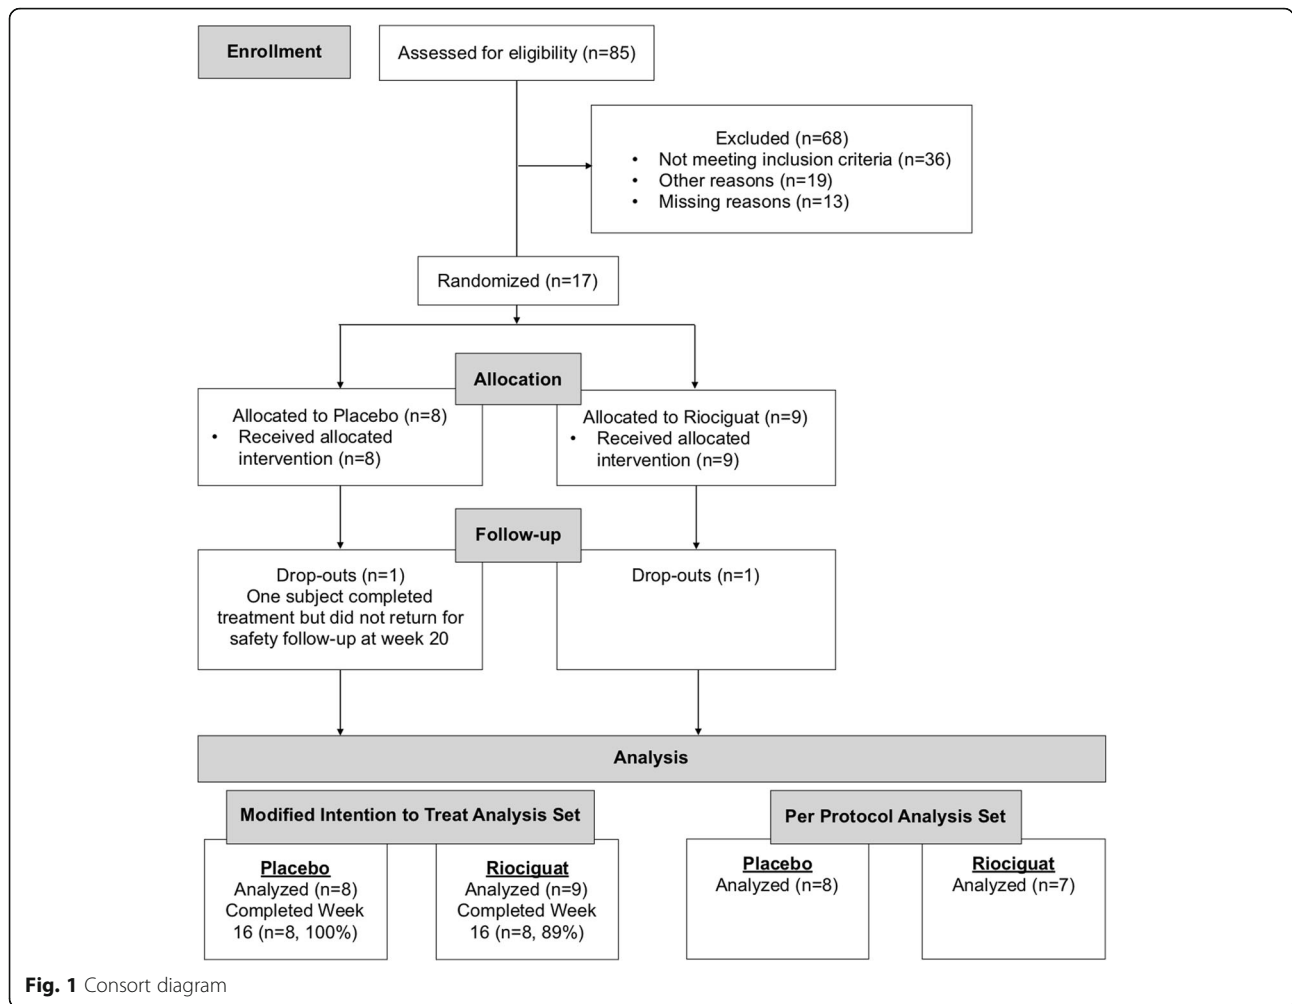 Enrollment
Assessed for eligibility (n=85)
Excluded (n=68)
• Not meeting inclusion criteria (n=36)
• Other reasons (n=19)
• Missing reasons (n=13)
Randomized (n=17)
Allocation
Allocated to Placebo (n=8)
• Received allocated
intervention (n=8)
Allocated to Riociguat (n=9)
• Received allocated
intervention (n=9)
Follow-up
Drop-outs (n=1)
One subject completed
treatment but did not return for
safety follow-up at week 20
Drop-outs (n=1)
Analysis
Modified Intention to Treat Analysis Set
Placebo
Analyzed (n=8)
Completed Week
16 (n=8, 100%)
Riociguat
Analyzed (n=9)
Completed Week
16 (n=8, 89%)
Per Protocol Analysis Set
Placebo
Analyzed (n=8)
Riociguat
Analyzed (n=7)
Fig. 1 Consort diagram